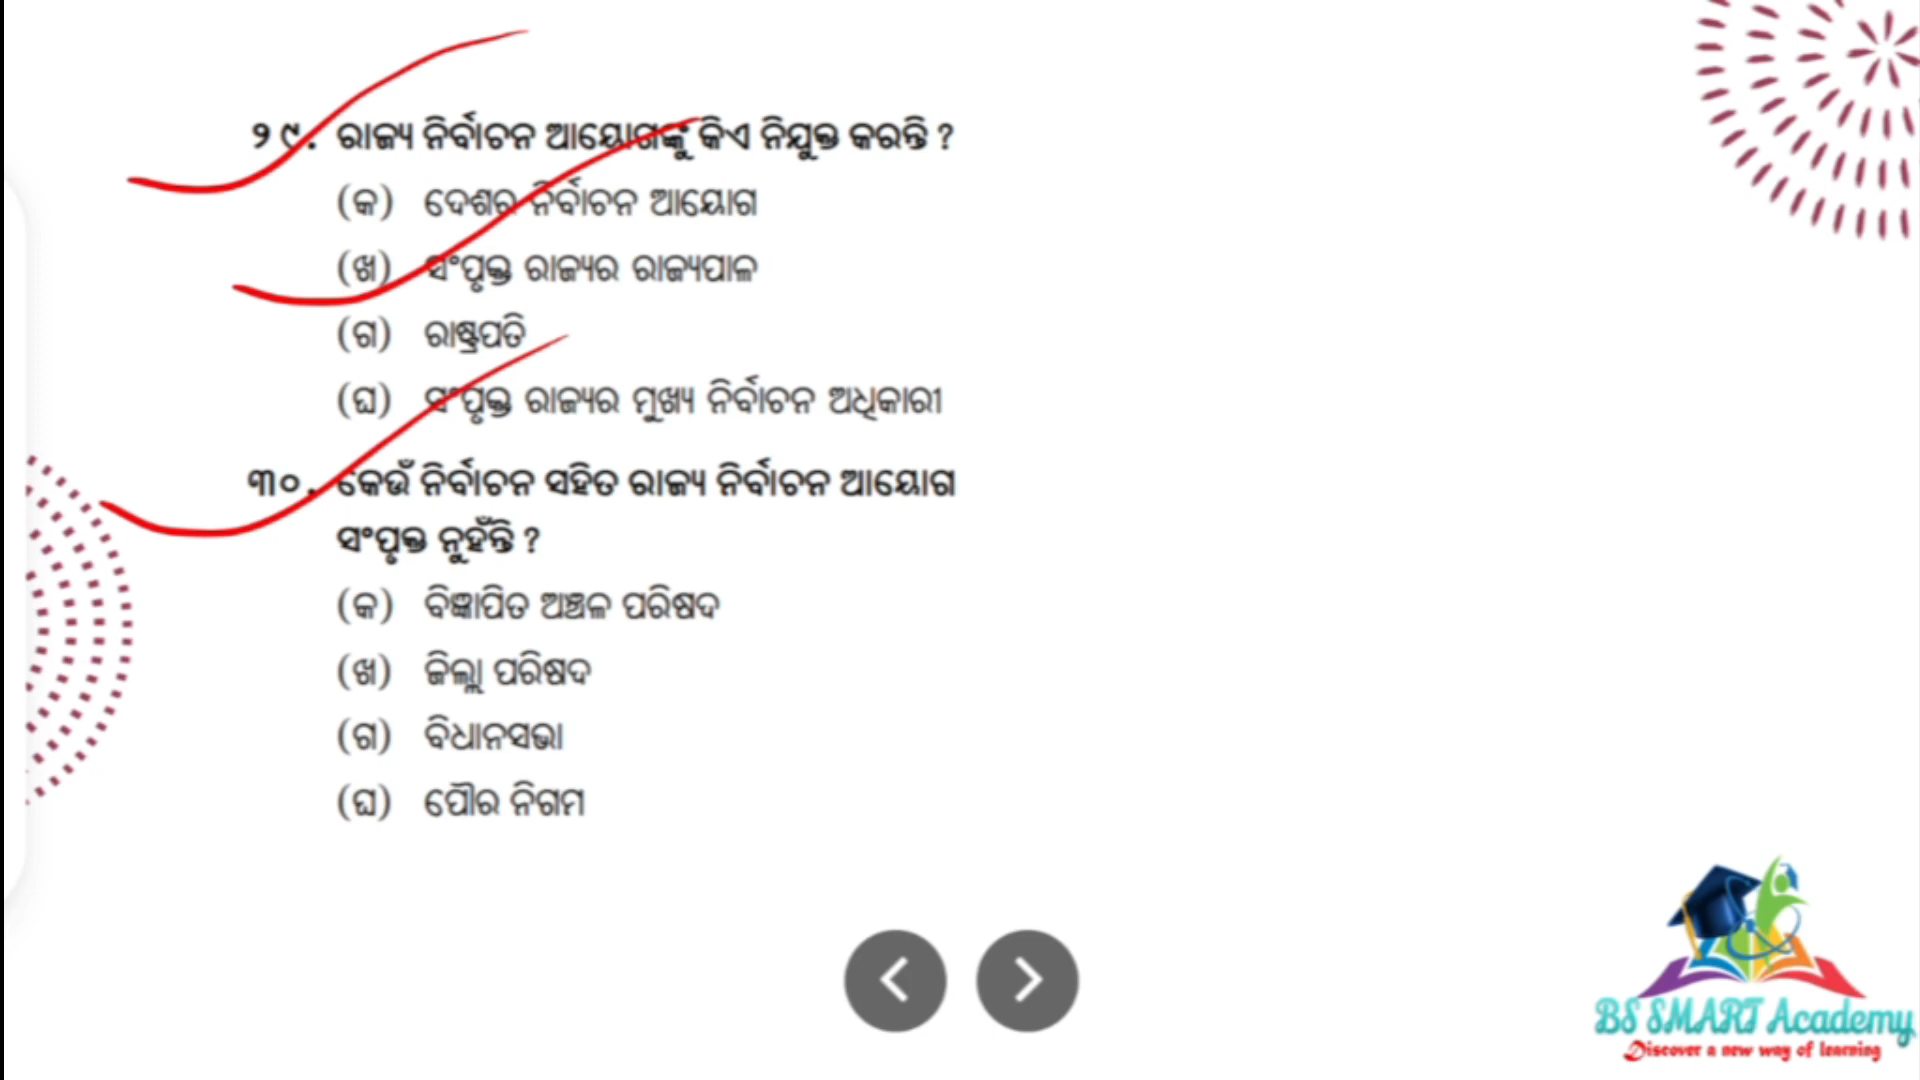 ୨୯. ରାଜ୍ୟ ନିର୍ବାଚନ ଆୟୋଗଙ୍କୁ କିଏ ନିଯୁକ୍ତ କରନ୍ତି ?
(କ) ଦେଶର ନିର୍ବାଚନ ଆୟୋଗ
(ଖ) ସଂପୃକ୍ତ ରାଜ୍ୟର ରାଜ୍ୟପାଳ
(ଗ) ରାଷ୍ଟ୍ରପତି
(ଘ) ସଂପୃକ୍ତ ରାଜ୍ୟର ମୁଖ୍ୟ ନିର୍ବାଚନ ଅଧିକାରୀ
୩୦. କେଉଁ ନିର୍ବାଚନ ସହିତ ରାଜ୍ୟ ନିର୍ବାଚନ ଆୟୋଗ
ସଂପୃକ୍ତ ନୁହଁନ୍ତି ?
(କ) ବିଜ୍ଞାପିତ ଅଞ୍ଚଳ ପରିଷଦ
(ଖ) ଜିଲ୍ଲା ପରିଷଦ
(ଗ) ବିଧାନସଭା
(ଘ) ପୌର ନିଗମ
BS SMART Academy
Discover a new way of learning